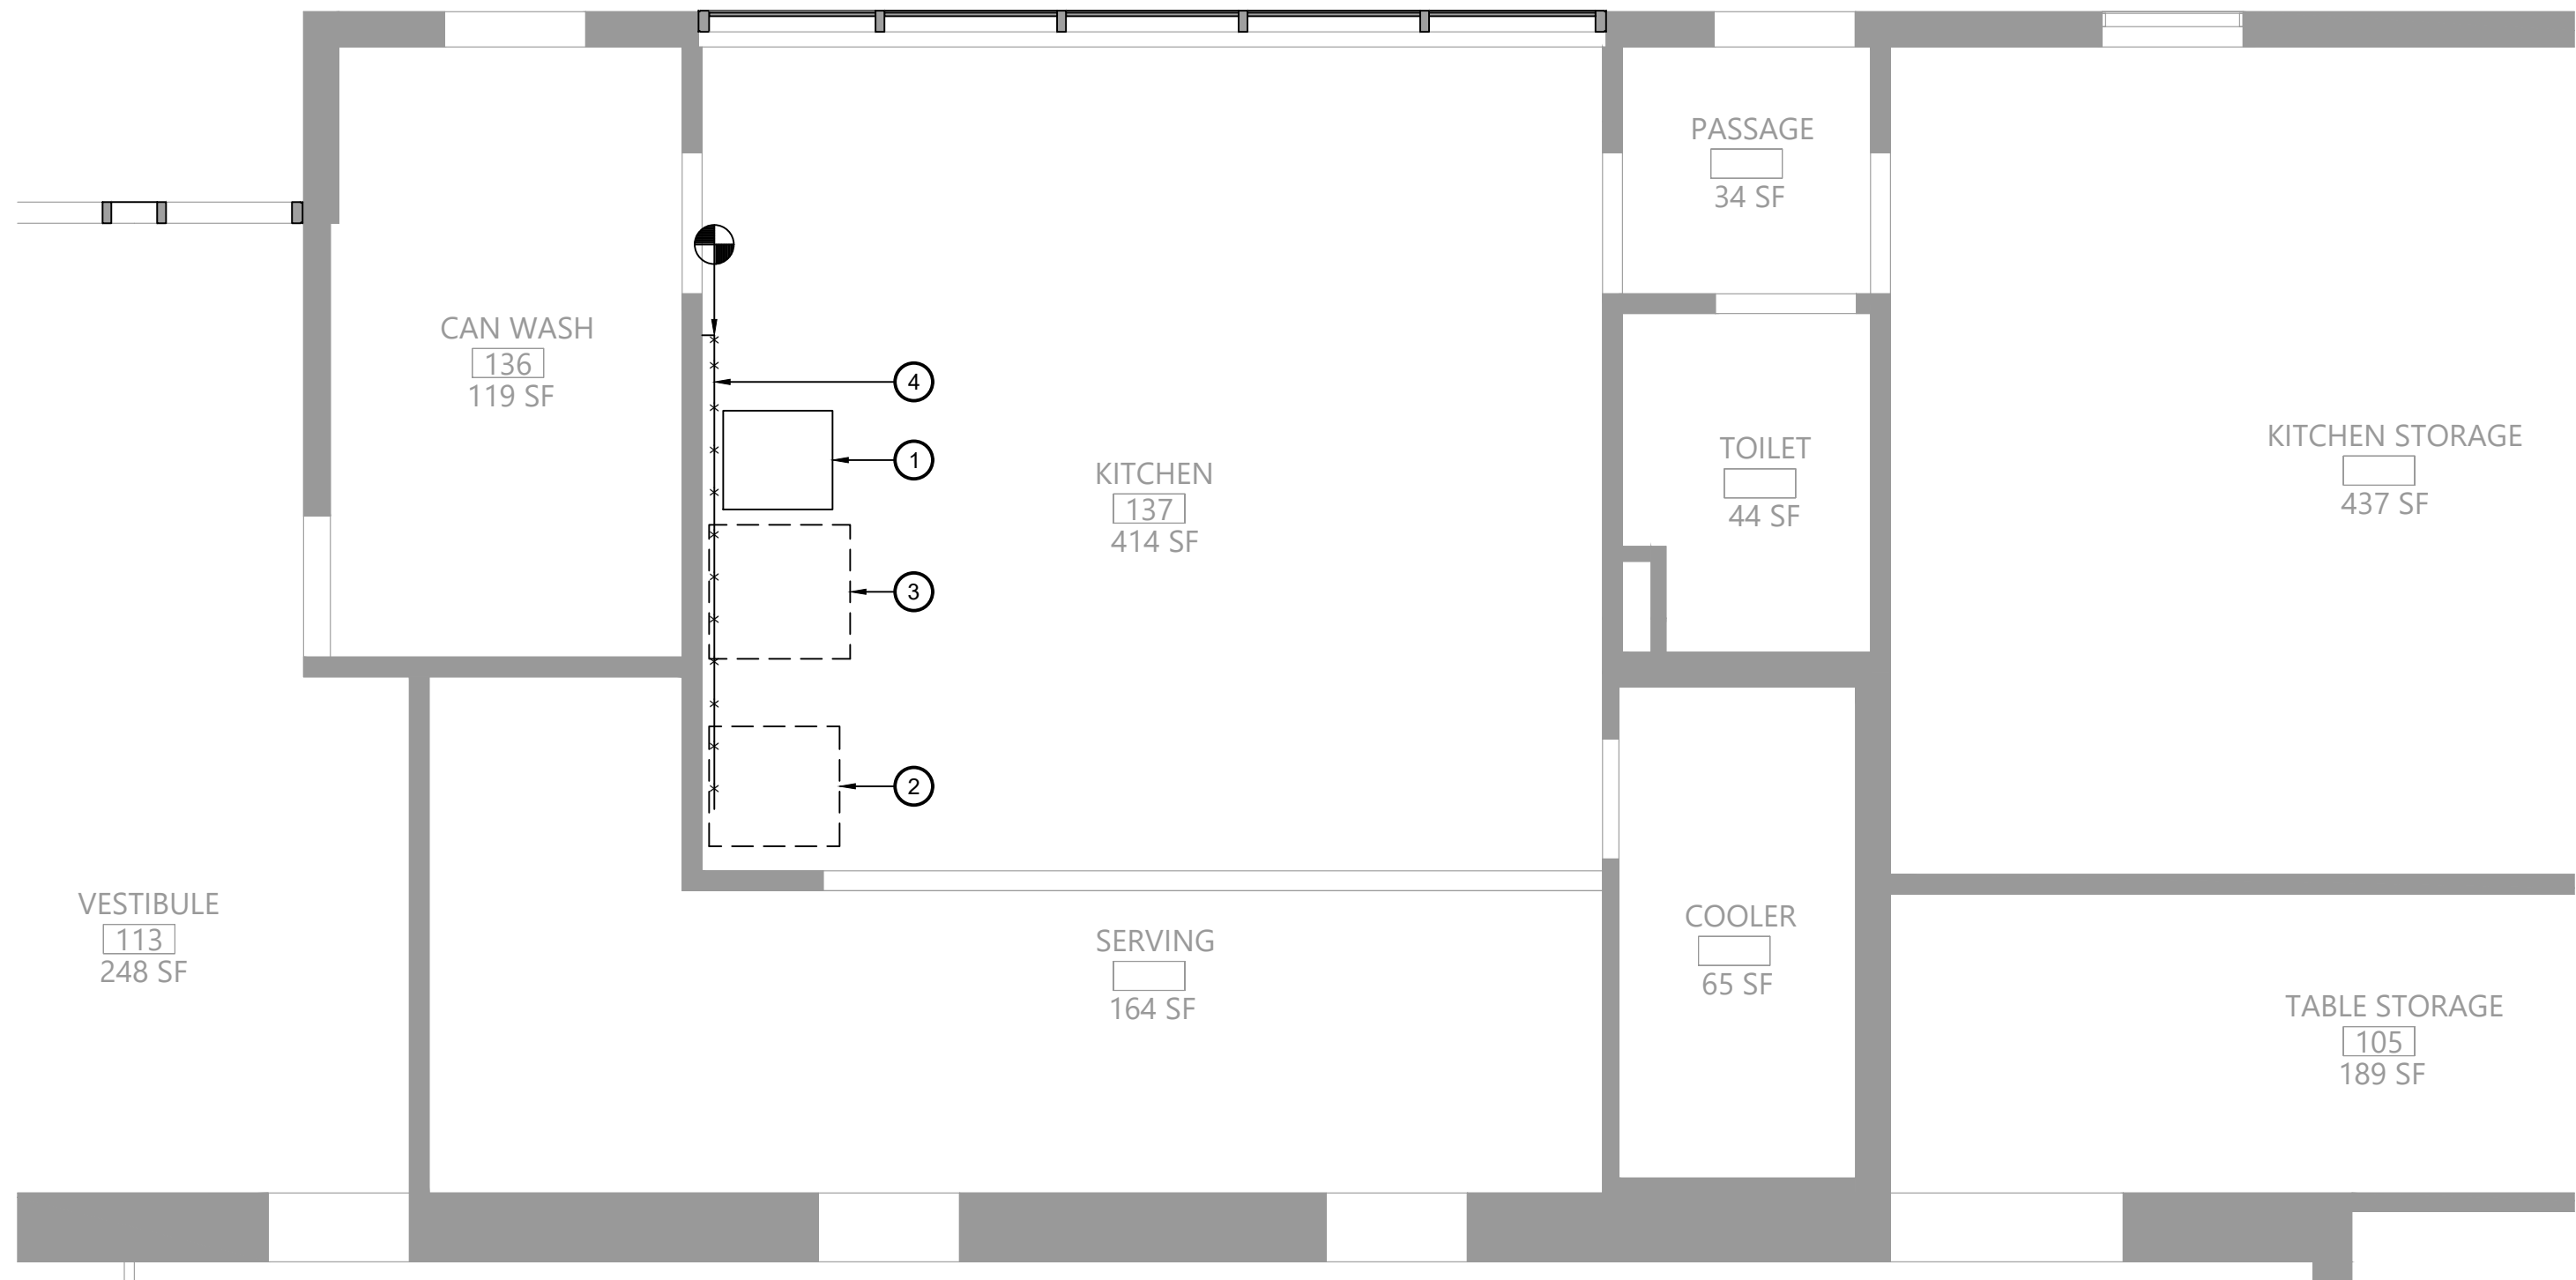 PASSAGE
34 SF
CAN WASH
136
119 SF
4
1
KITCHEN
137
414 SF
TOILET
44 SF
KITCHEN STORAGE
437 SF
3
2
VESTIBULE
113
248 SF
SERVING
164 SF
COOLER
65 SF
TABLE STORAGE
105
189 SF